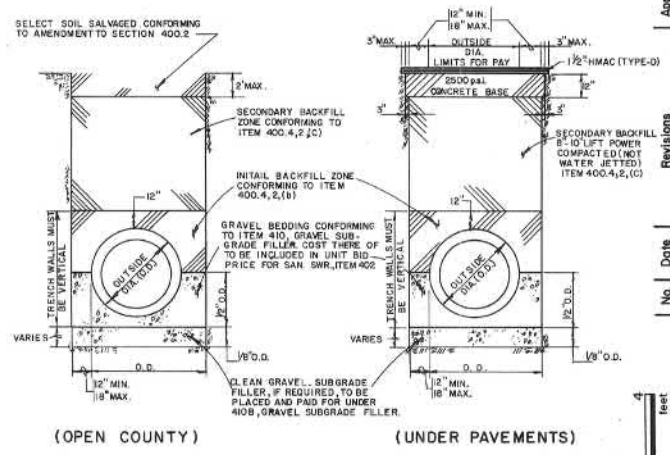 SELECT SOIL SALVAGED CONFORMING
TO AMENDMENT TO SECTION 400.2
2' MAX.
SECONDARY BACKFILL
ZONE CONFORMING TO
ITEM 400.4,2,(C)
INITAIL BACKFILL ZONE
CONFORMING TO ITEM
400.4,2,(b)
12"
GRAVEL BEDDING CONFORMING
TO ITEM 410, GRAVEL SUB-
GRADE FILLER. COST THERE OF
TO BE INCLUDED IN UNIT BID
PRICE FOR SAN. SWR.,ITEM 402
TRENCH WALLS MUST
BE VERTICAL
OUTSIDE
DIA.(O.D.)
VARIES
1/2" O.D.
1/8" O.D.
O.D.
12" MIN.
18" MAX.
CLEAN GRAVEL SUBGRADE
FILLER, IF REQUIRED, TO BE
PLACED AND PAID FOR UNDER
410B, GRAVEL SUBGRADE FILLER.
(OPEN COUNTY)
12" MIN.
18" MAX.
3" MAX.
OUTSIDE
DIA.
LIMITS FOR PAY
3" MAX.
1 1/2" HMAC (TYPE-D)
2500 p.s.i.
CONCRETE BASE
12"
3"
3"
SECONDARY BACKFILL
8"-10" LIFT POWER
COMPACTED (NOT
WATER JETTED)
ITEM 400.4,2,(C)
12"
TRENCH WALLS MUST
BE VERTICAL
OUTSIDE
DIA.(O.D.)
VARIES
1/2" O.D.
1/8" O.D.
O.D.
12" MIN.
18" MAX.
(UNDER PAVEMENTS)
Revisions
Date
No.
4
feet